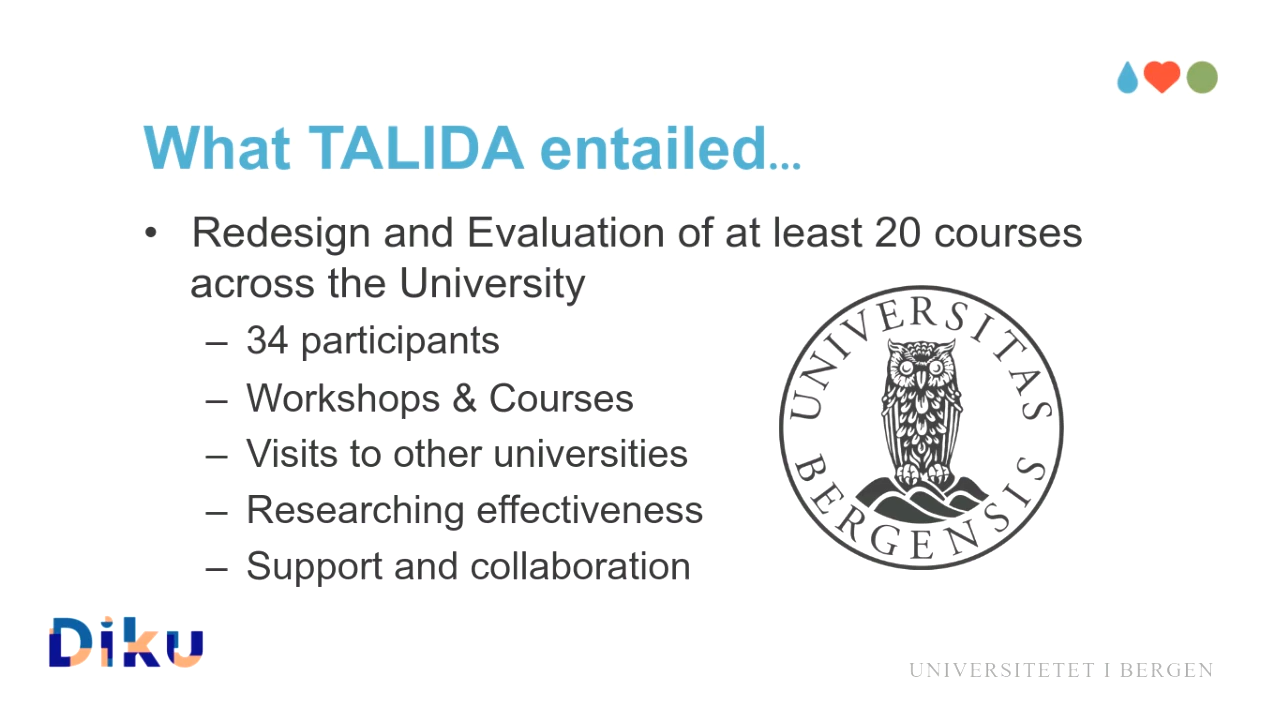 What TALIDA entailed...
• Redesign and Evaluation of at least 20 courses
across the University
– 34 participants
– Workshops & Courses
– Visits to other universities
– Researching effectiveness
– Support and collaboration
UNIVERSITAS
BERGENSIS
Diku
UNIVERSITETET I BERGEN